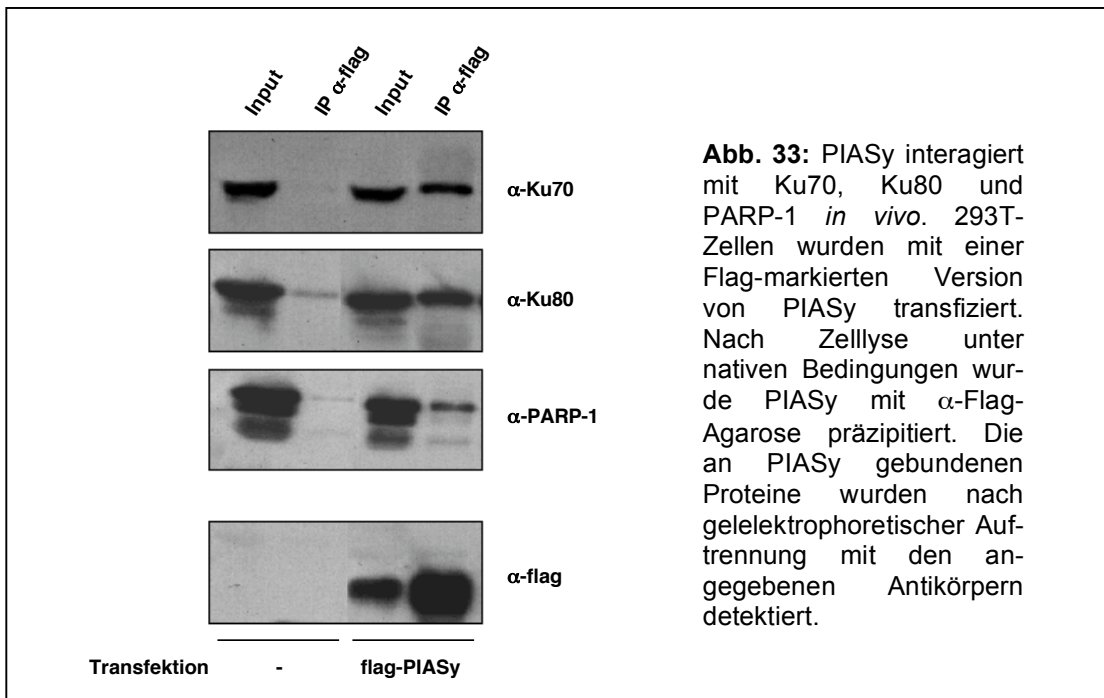 Input
IP α-flag
Input
IP α-flag
α-Ku70
α-Ku80
α-PARP-1
α-flag
Transfektion - flag-PIASy
Abb. 33: PIASy interagiert
mit Ku70, Ku80 und
PARP-1 in vivo. 293T-
Zellen wurden mit einer
Flag-markierten Version
von PIASy transfiziert.
Nach Zelllyse unter
nativen Bedingungen wur-
de PIASy mit α-Flag-
Agarose präzipitiert. Die
an PIASy gebundenen
Proteine wurden nach
gelelektrophoretischer Auf-
trennung mit den an-
gegebenen Antikörpern
detektiert.